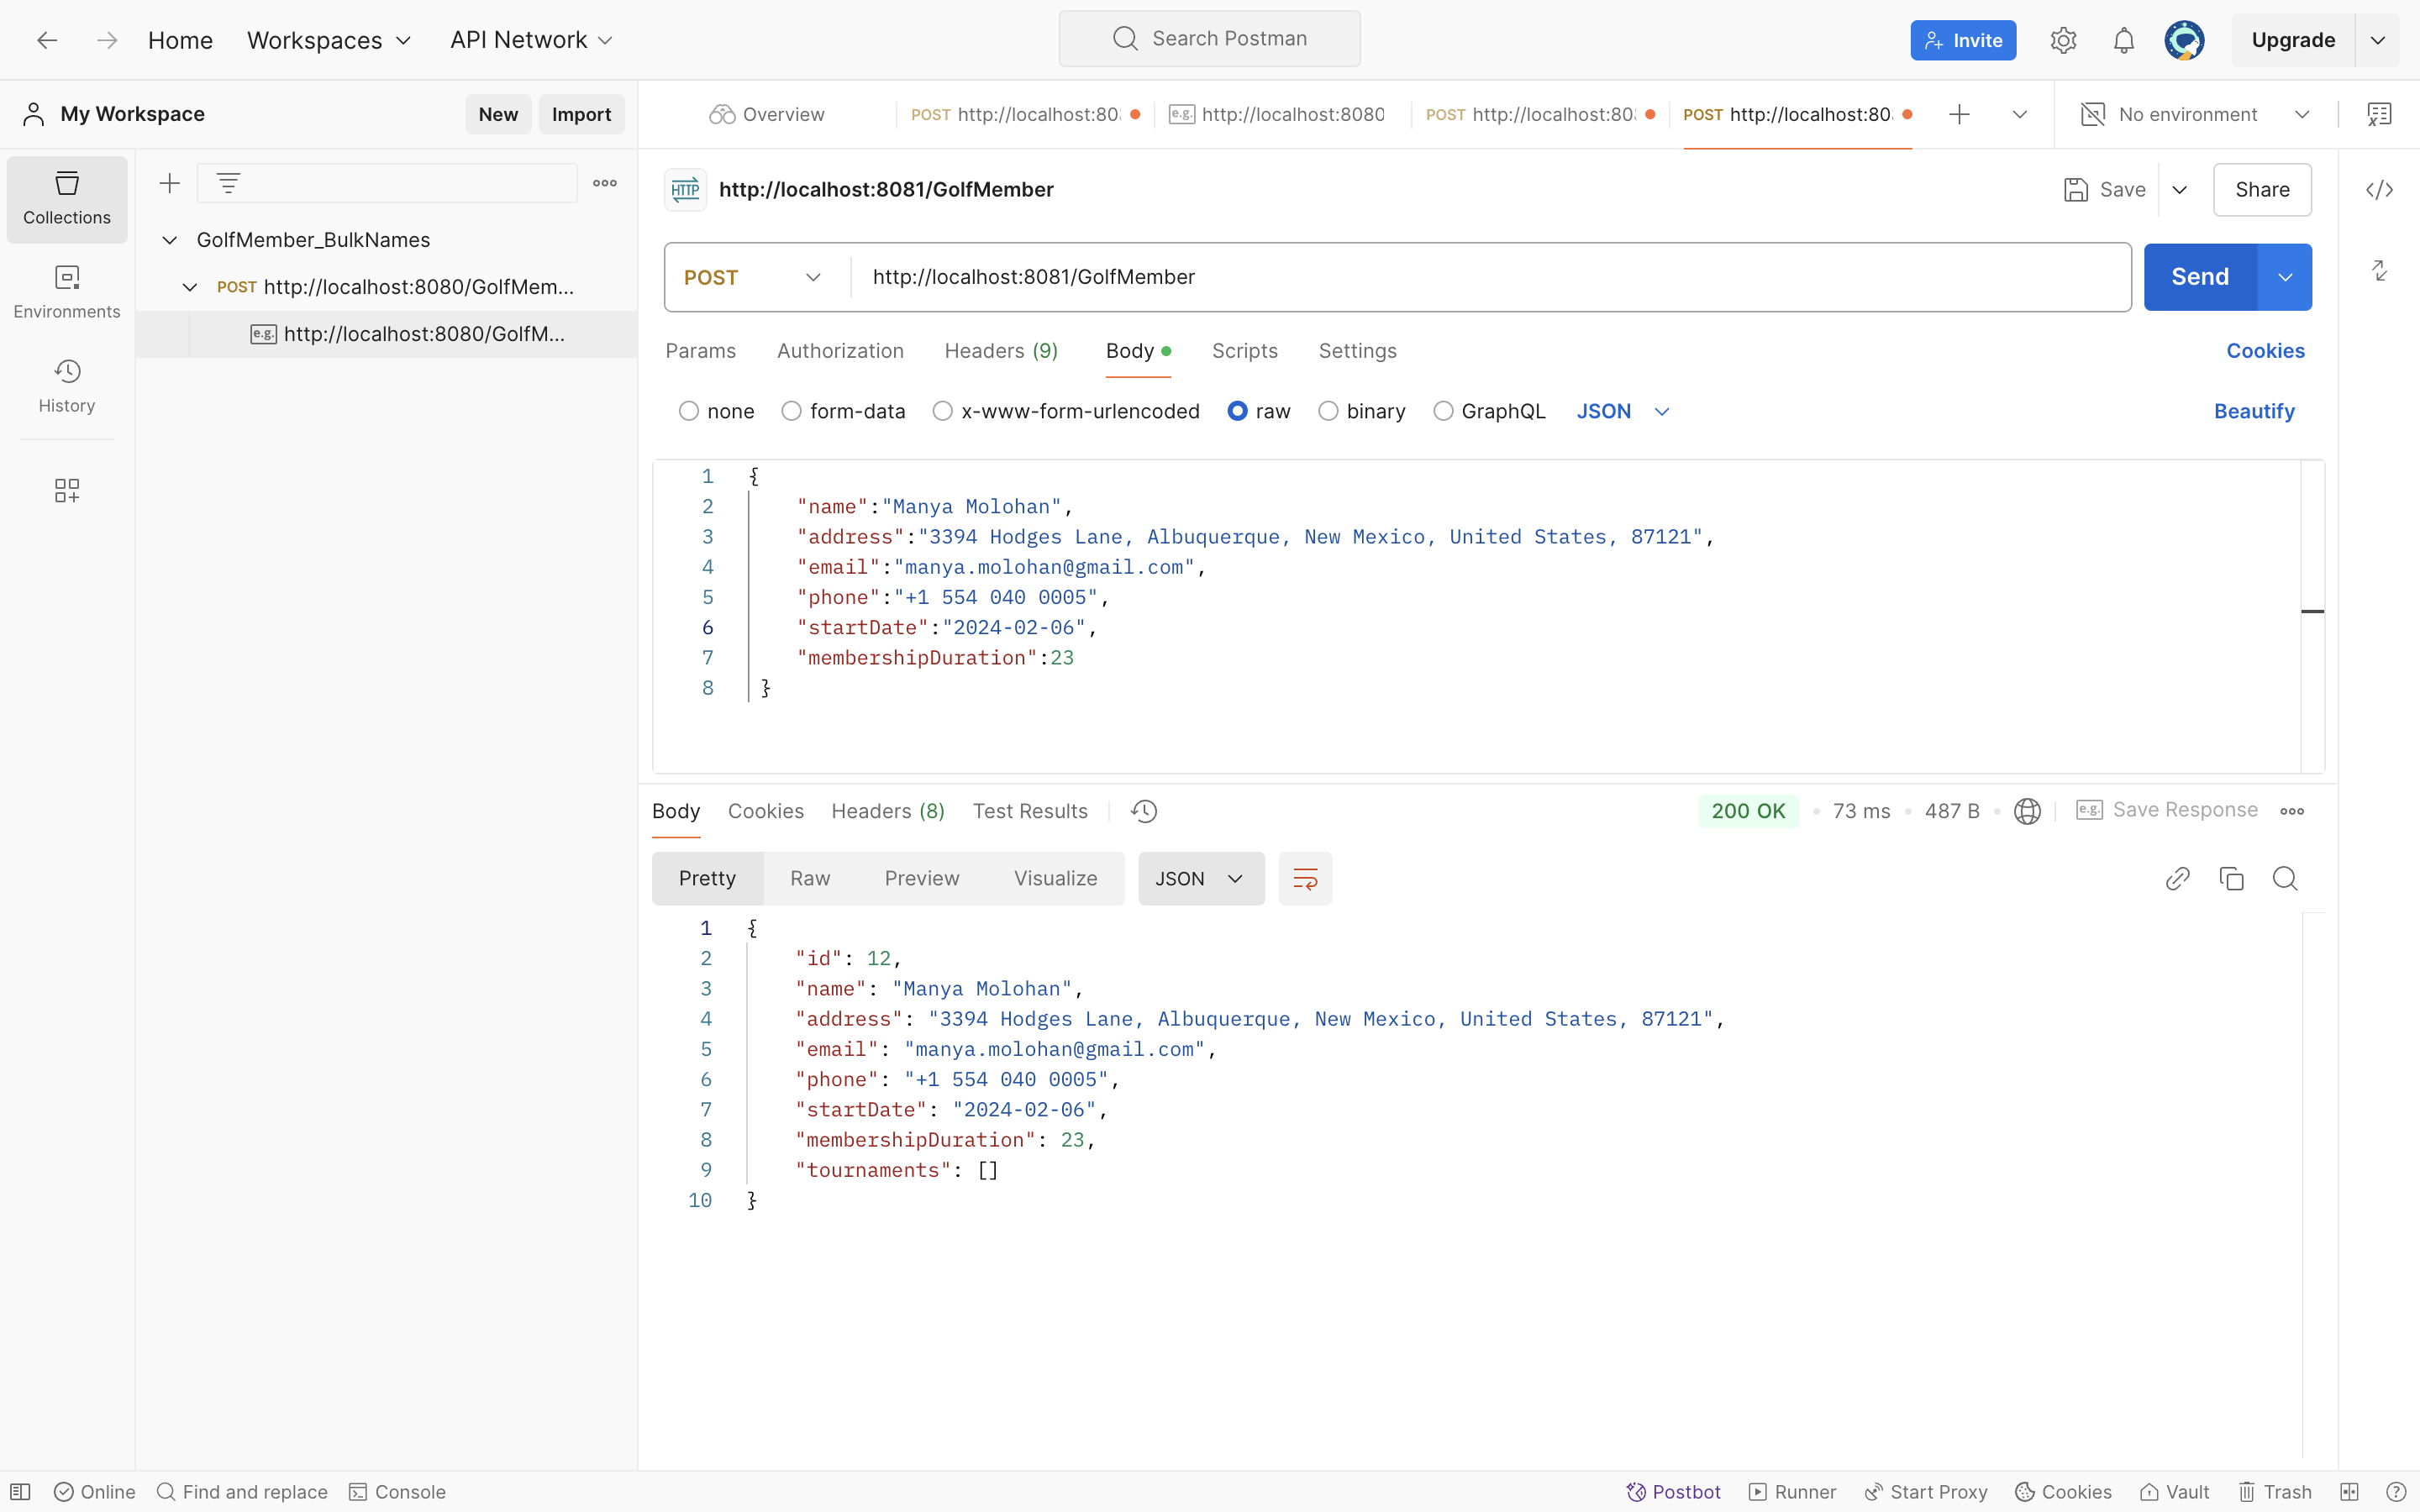 Home Workspaces API Network Search Postman Invite Upgrade
My Workspace New Import Overview POST http://localhost:80 http://localhost:8080 POST http://localhost:80 POST http://localhost:80 No environment
Collections
Environments
History
GolfMember_BulkNames
POST http://localhost:8080/GolfMem...
e.g. http://localhost:8080/GolfM...
HTTP http://localhost:8081/GolfMember Save Share
POST http://localhost:8081/GolfMember Send
Params Authorization Headers (9) Body Scripts Settings Cookies
none form-data x-www-form-urlencoded raw binary GraphQL JSON Beautify
1 {
2 "name":"Manya Molohan",
3 "address":"3394 Hodges Lane, Albuquerque, New Mexico, United States, 87121",
4 "email":"manya.molohan@gmail.com",
5 "phone":"+1 554 040 0005",
6 "startDate":"2024-02-06",
7 "membershipDuration":23
8 }
Body Cookies Headers (8) Test Results 200 OK 73 ms 487 B e.g. Save Response
Pretty Raw Preview Visualize JSON
1 {
2 "id": 12,
3 "name": "Manya Molohan",
4 "address": "3394 Hodges Lane, Albuquerque, New Mexico, United States, 87121",
5 "email": "manya.molohan@gmail.com",
6 "phone": "+1 554 040 0005",
7 "startDate": "2024-02-06",
8 "membershipDuration": 23,
9 "tournaments": []
10 }
Online Find and replace Console Postbot Runner Start Proxy Cookies Vault Trash